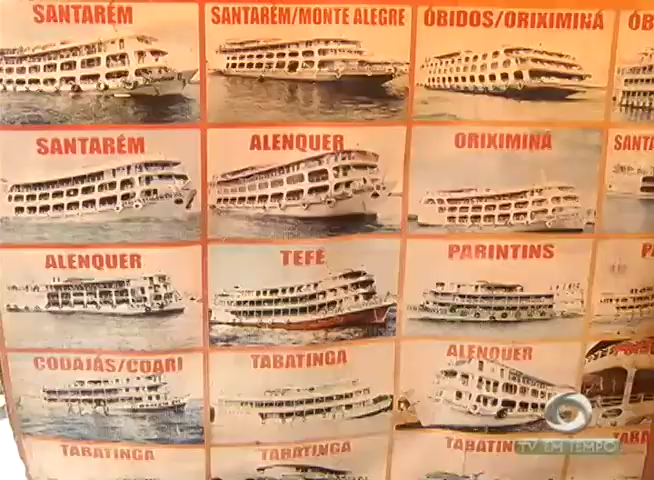 SANTARÉM
SANTARÉM/MONTE ALEGRE
ÓBIDOS/ORIXIMINÁ
SANTARÉM
ALENQUER
ORIXIMINÁ
ALENQUER
TEFÉ
PARINTINS
CODAJÁS/COARI
TABATINGA
ALENQUER
TABATINGA
TABATINGA
TV EM TEMPO